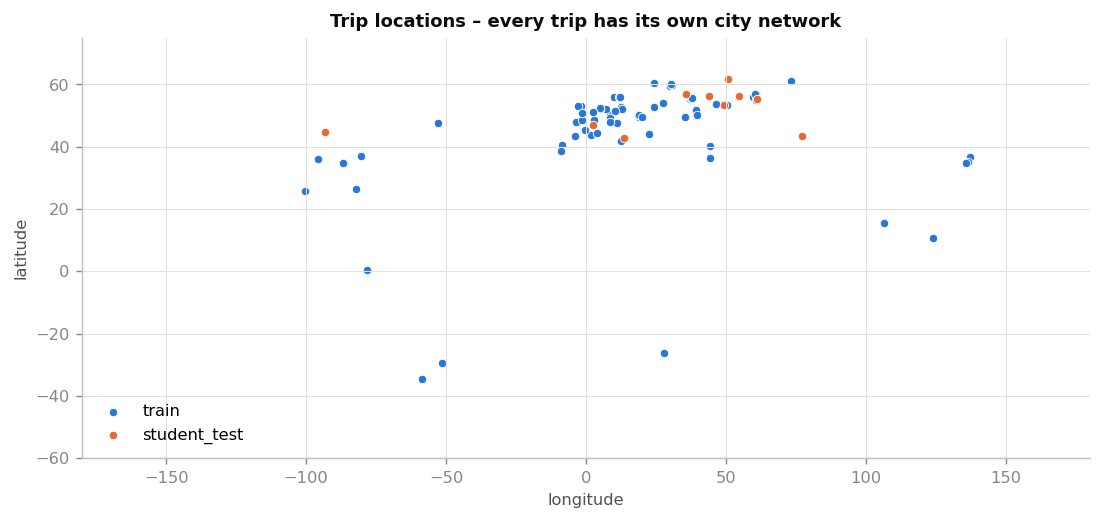 Trip locations – every trip has its own city network
latitude
60
40
20
0
−20
−40
−60
train
student_test
−150
−100
−50
0
50
100
150
longitude